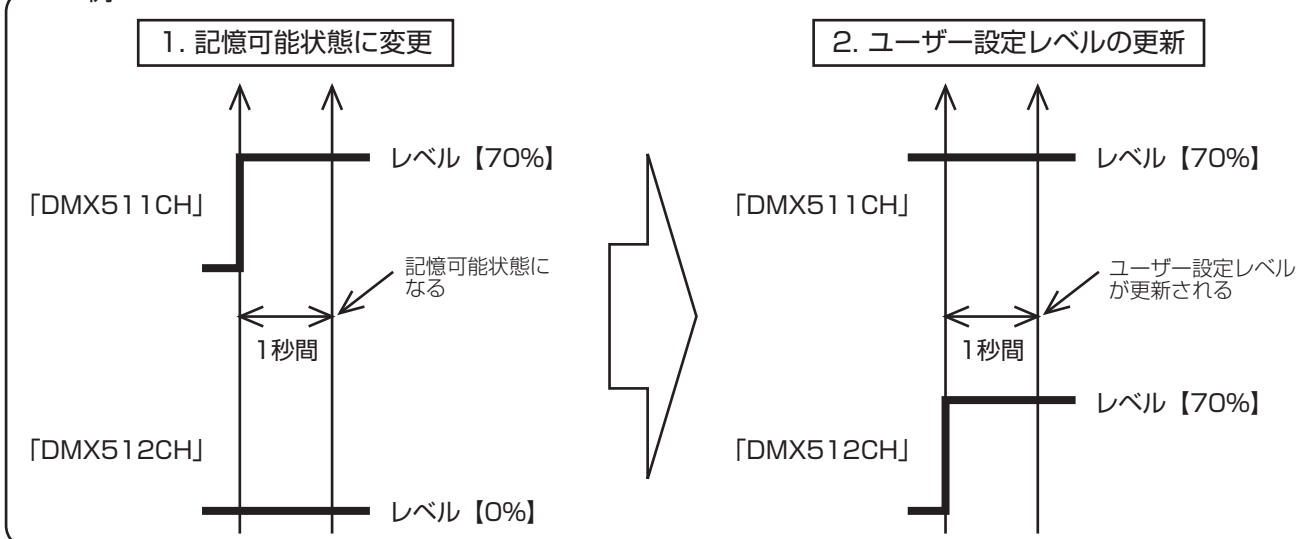 1. 記憶可能状態に変更
レベル【70%】
「DMX511CH」
記憶可能状態に
なる
1秒間
「DMX512CH」
レベル【0%】
2. ユーザー設定レベルの更新
レベル【70%】
「DMX511CH」
ユーザー設定レベル
が更新される
1秒間
レベル【70%】
「DMX512CH」